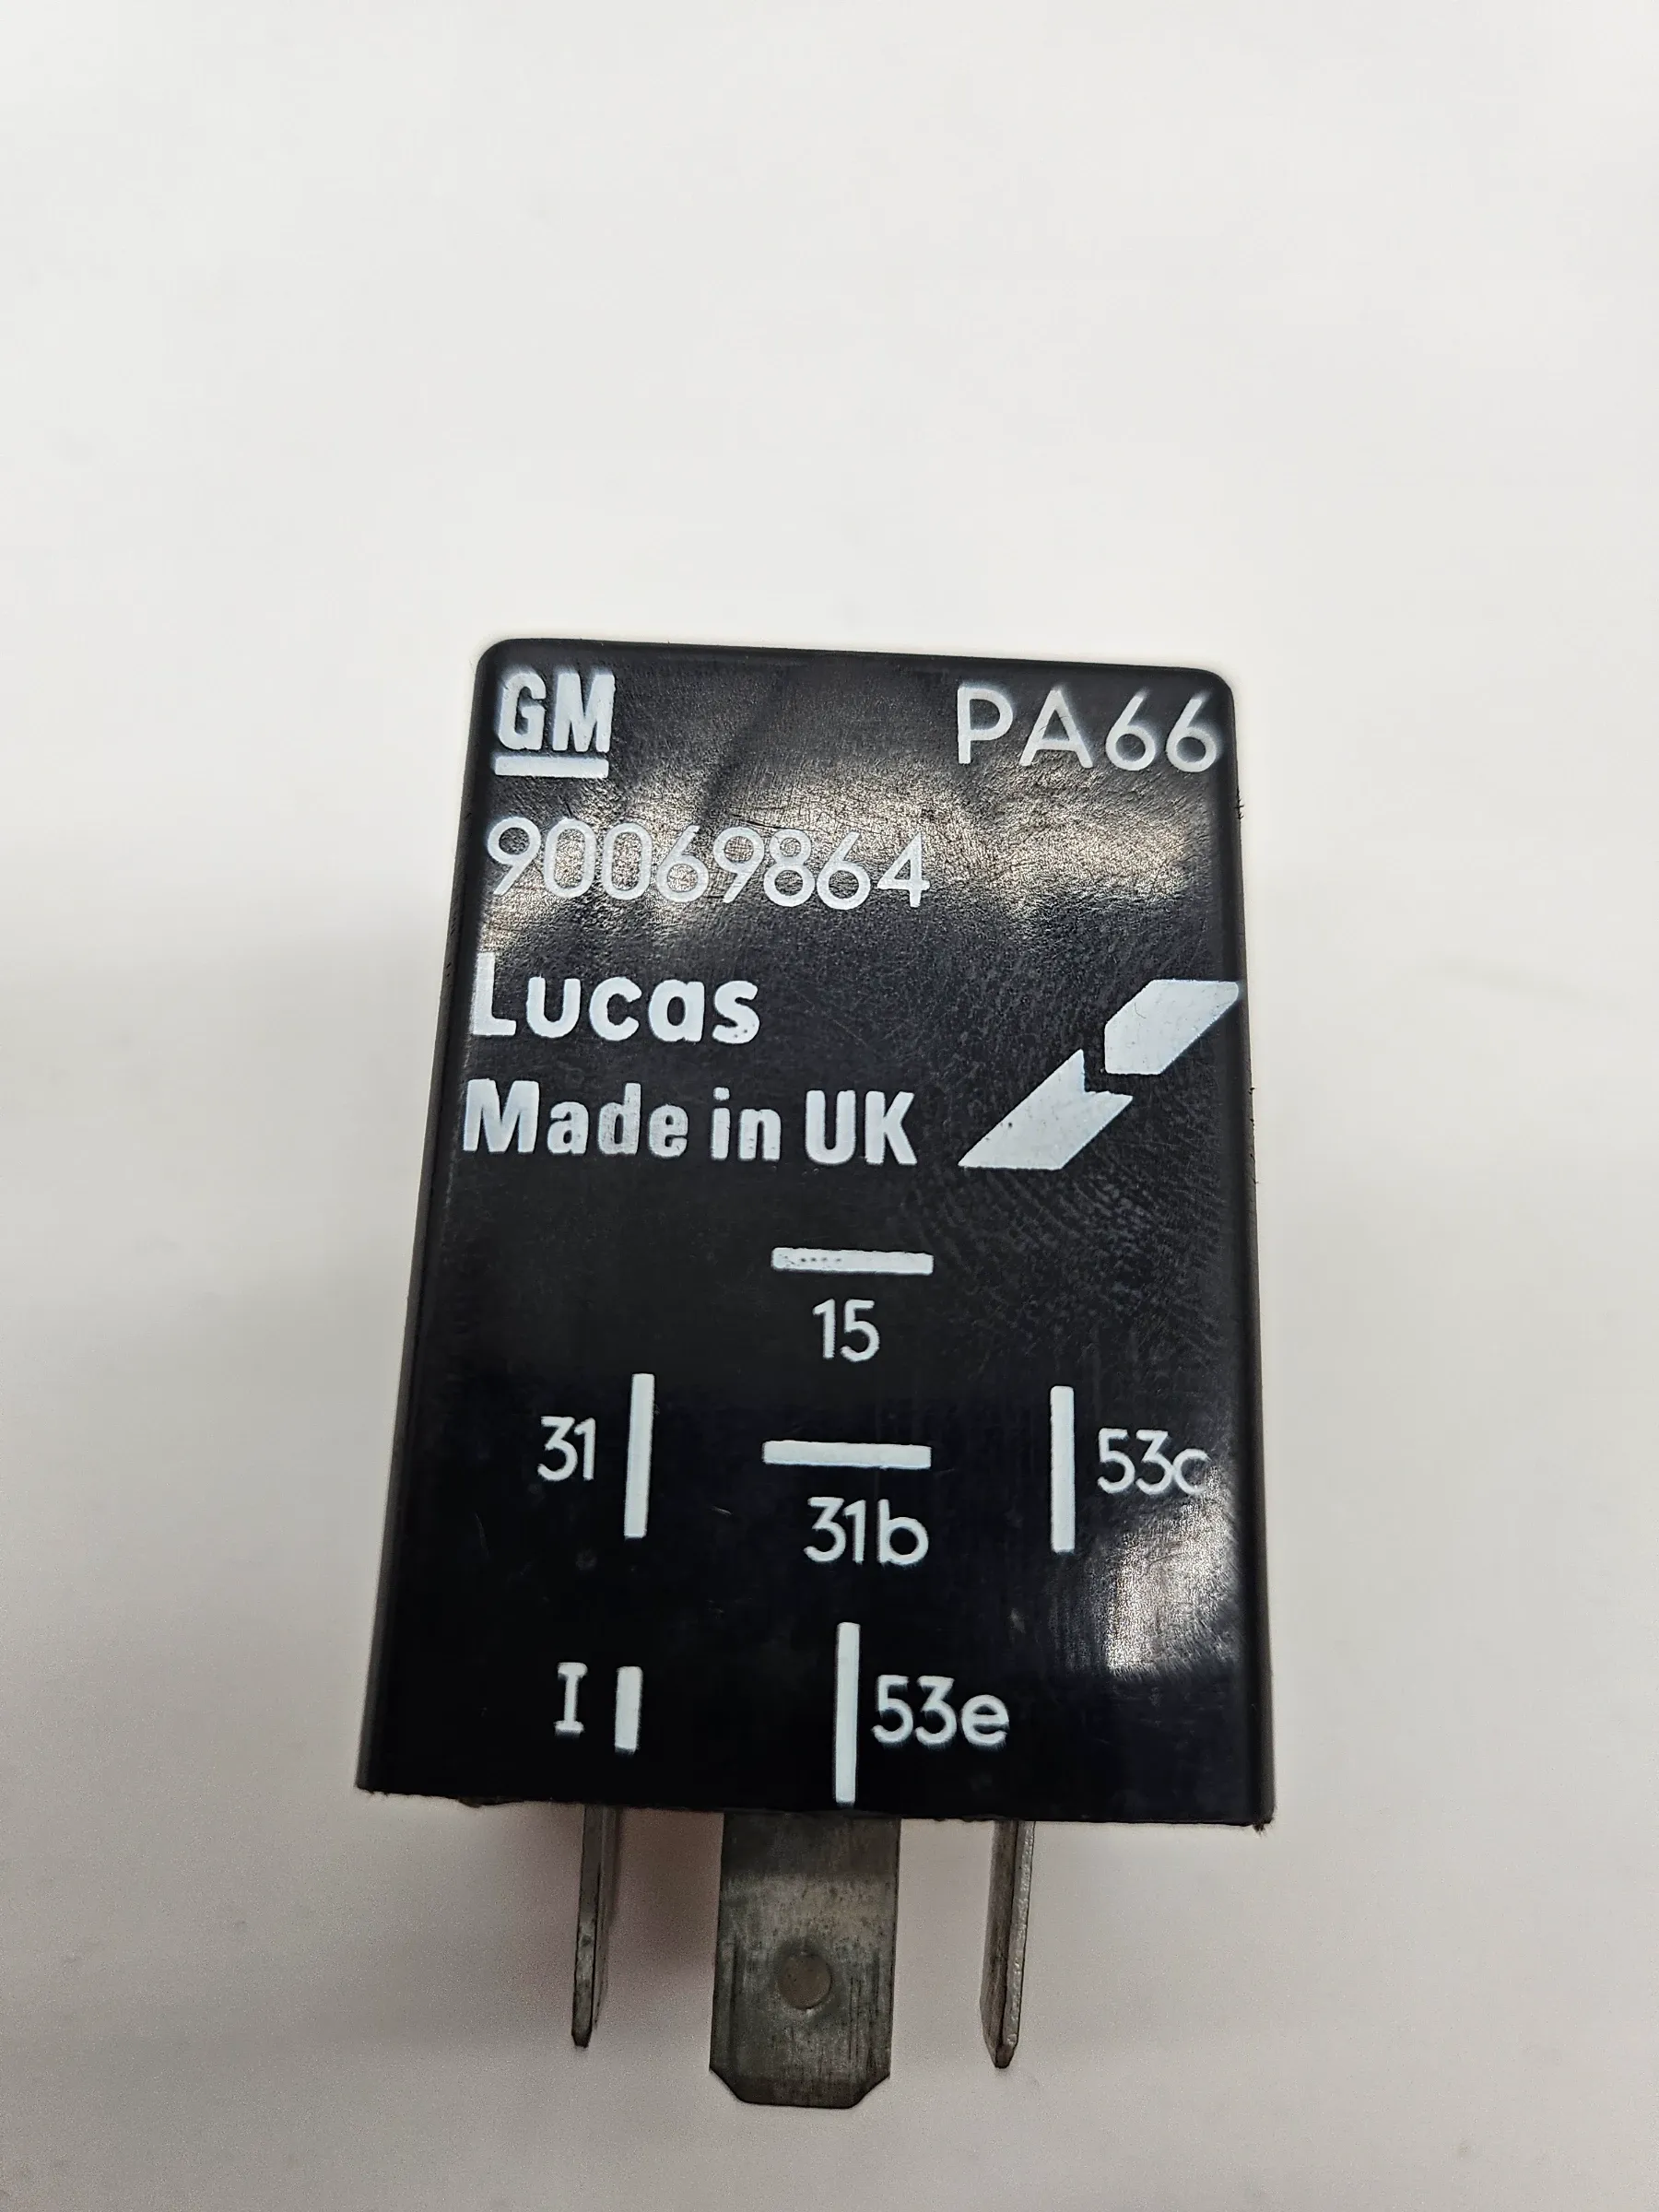 GM PA66
90069864
Lucas
Made in UK
15
31 53c
31b
I 53e